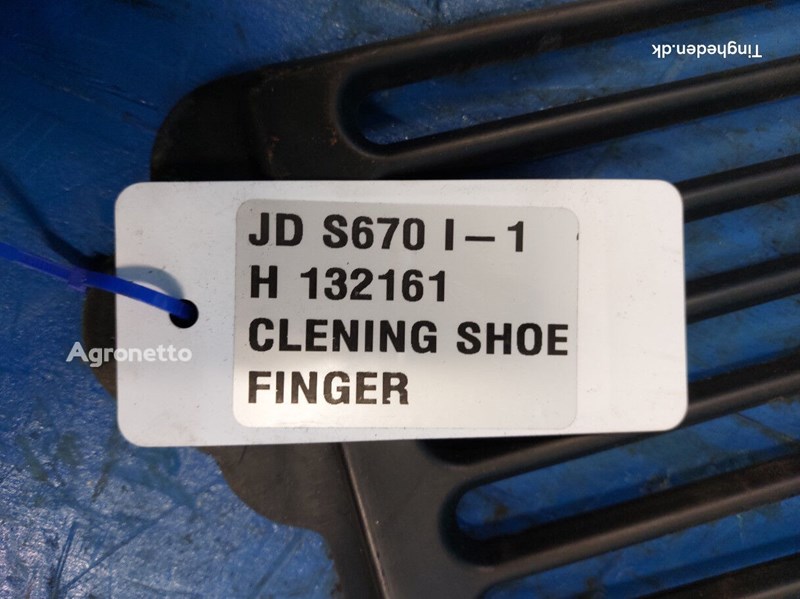 Tingheden.dk
JD S670 I-1
H 132161
CLENING SHOE
FINGER
Agronetto